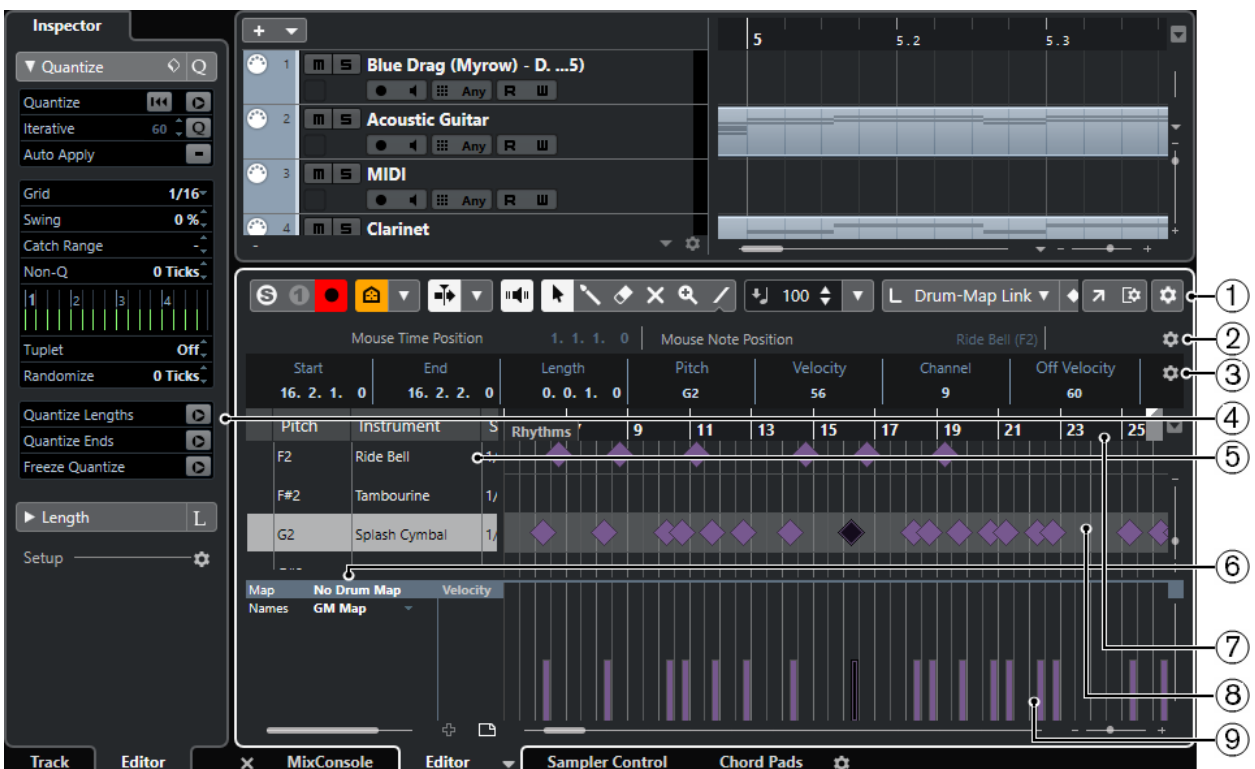 Inspector
Quantize Q
Quantize
Iterative 60 Q
Auto Apply
Grid 1/16
Swing 0 %
Catch Range -
Non-Q 0 Ticks
1 2 3 4
Tuplet Off
Randomize 0 Ticks
Quantize Lengths
Quantize Ends
Freeze Quantize
Length L
Setup
Track Editor
+
5 5.2 5.3
1 m S Blue Drag (Myrow) - D. ...5)
Any R W
2 m S Acoustic Guitar
Any R W
3 m S MIDI
Any R W
4 m S Clarinet
-
S 1 100 L Drum-Map Link
Mouse Time Position 1. 1. 1. 0 Mouse Note Position Ride Bell (F2)
Start End Length Pitch Velocity Channel Off Velocity
16. 2. 1. 0 16. 2. 2. 0 0. 0. 1. 0 G2 56 9 60
Pitch Instrument S Rhythms 9 11 13 15 17 19 21 23 25
F2 Ride Bell 1/
F#2 Tambourine 1/
G2 Splash Cymbal 1/
Map No Drum Map Velocity
Names GM Map
MixConsole Editor Sampler Control Chord Pads
1
2
3
4
5
6
7
8
9